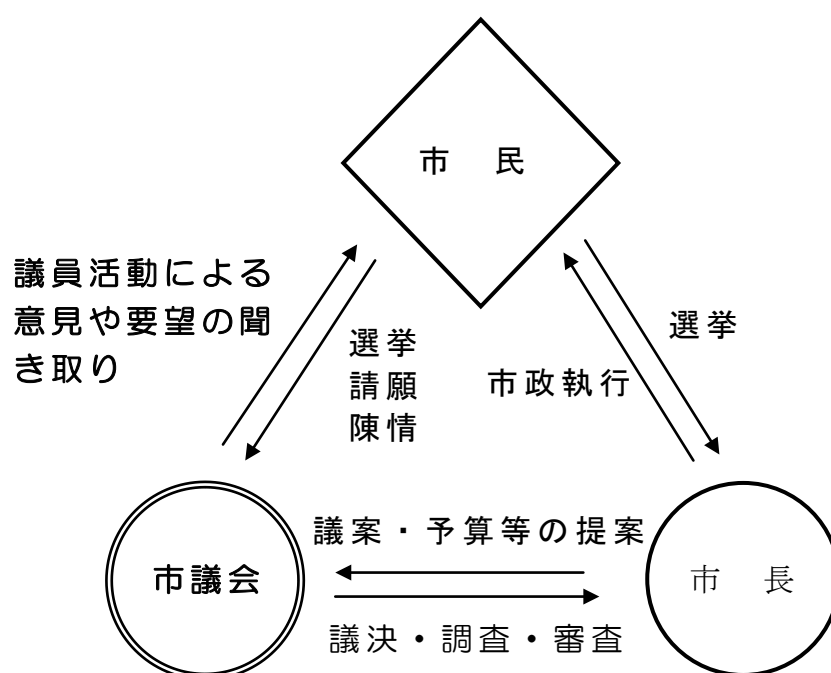 市　民
議員活動による
意見や要望の聞
き取り
選挙
請願
陳情
市政執行
選挙
議案・予算等の提案
市議会
市　長
議決・調査・審査